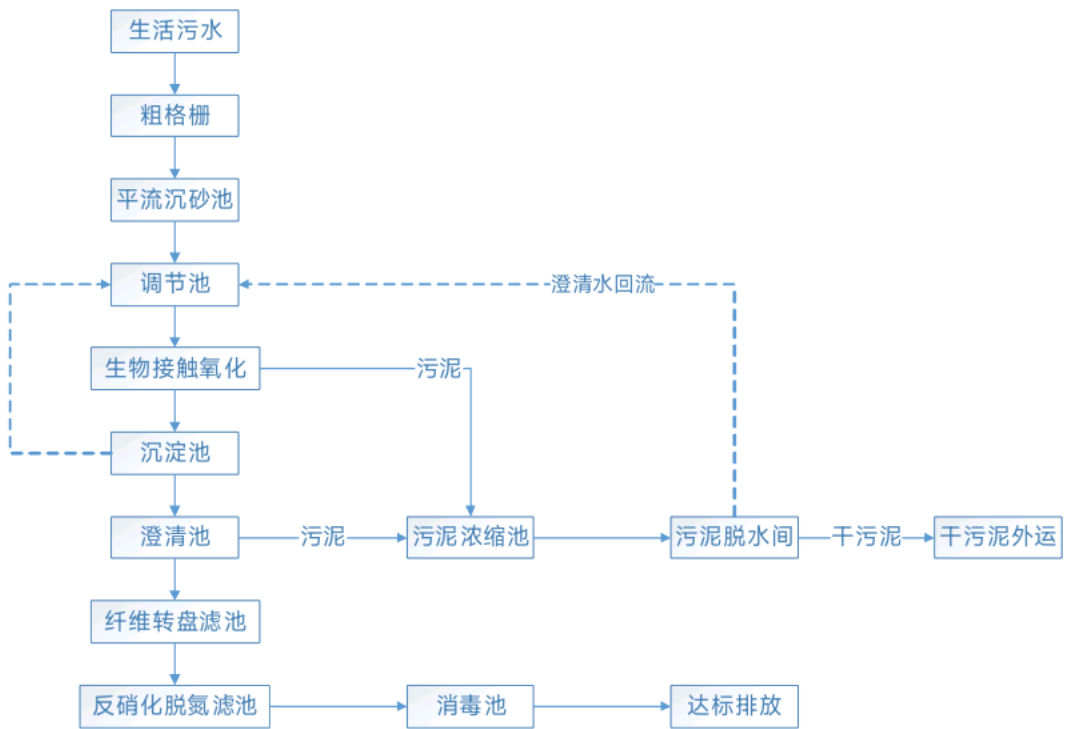 生活污水
粗格栅
平流沉砂池
调节池
澄清水回流
生物接触氧化
污泥
沉淀池
澄清池
污泥
污泥浓缩池
污泥脱水间
干污泥
干污泥外运
纤维转盘滤池
反硝化脱氮滤池
消毒池
达标排放